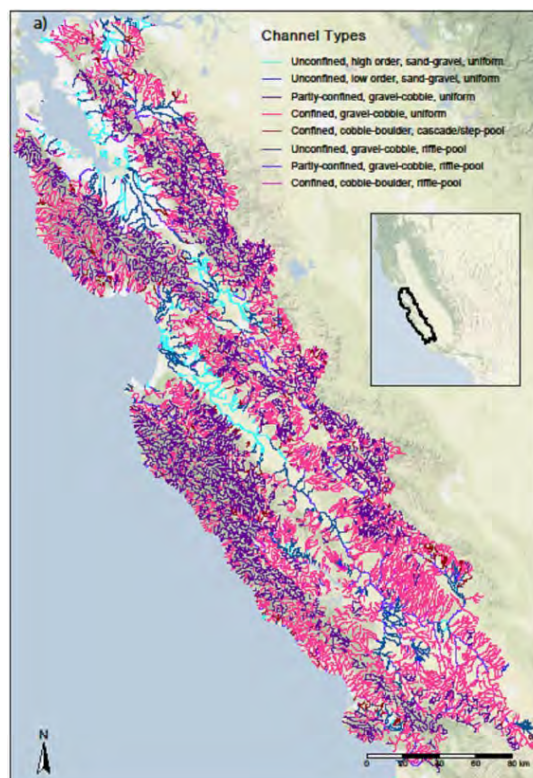 a)
Channel Types
Unconfined, high order, sand-gravel, uniform
Unconfined, low order, sand-gravel, uniform
Partly-confined, gravel-cobble, uniform
Confined, gravel-cobble, uniform
Confined, cobble-boulder, cascade/step-pool
Unconfined, gravel-cobble, riffle-pool
Partly-confined, gravel-cobble, riffle-pool
Confined, cobble-boulder, riffle-pool
N
0 20 40 60 80 km